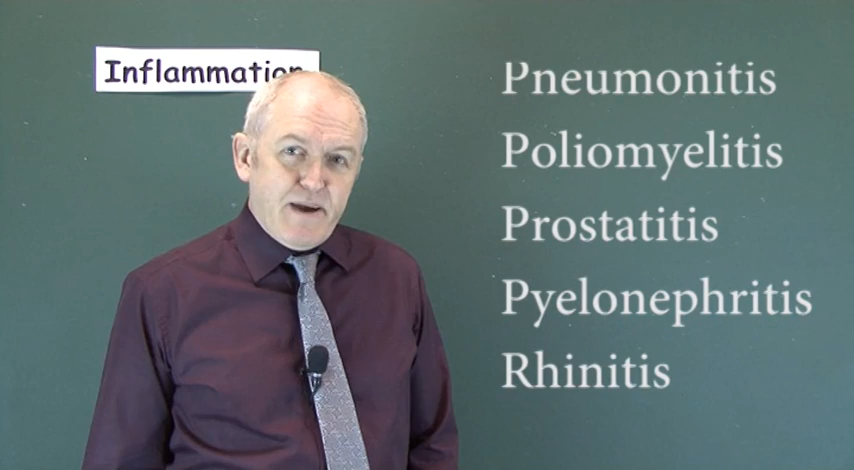 Inflammation
Pneumonitis
Poliomyelitis
Prostatitis
Pyelonephritis
Rhinitis